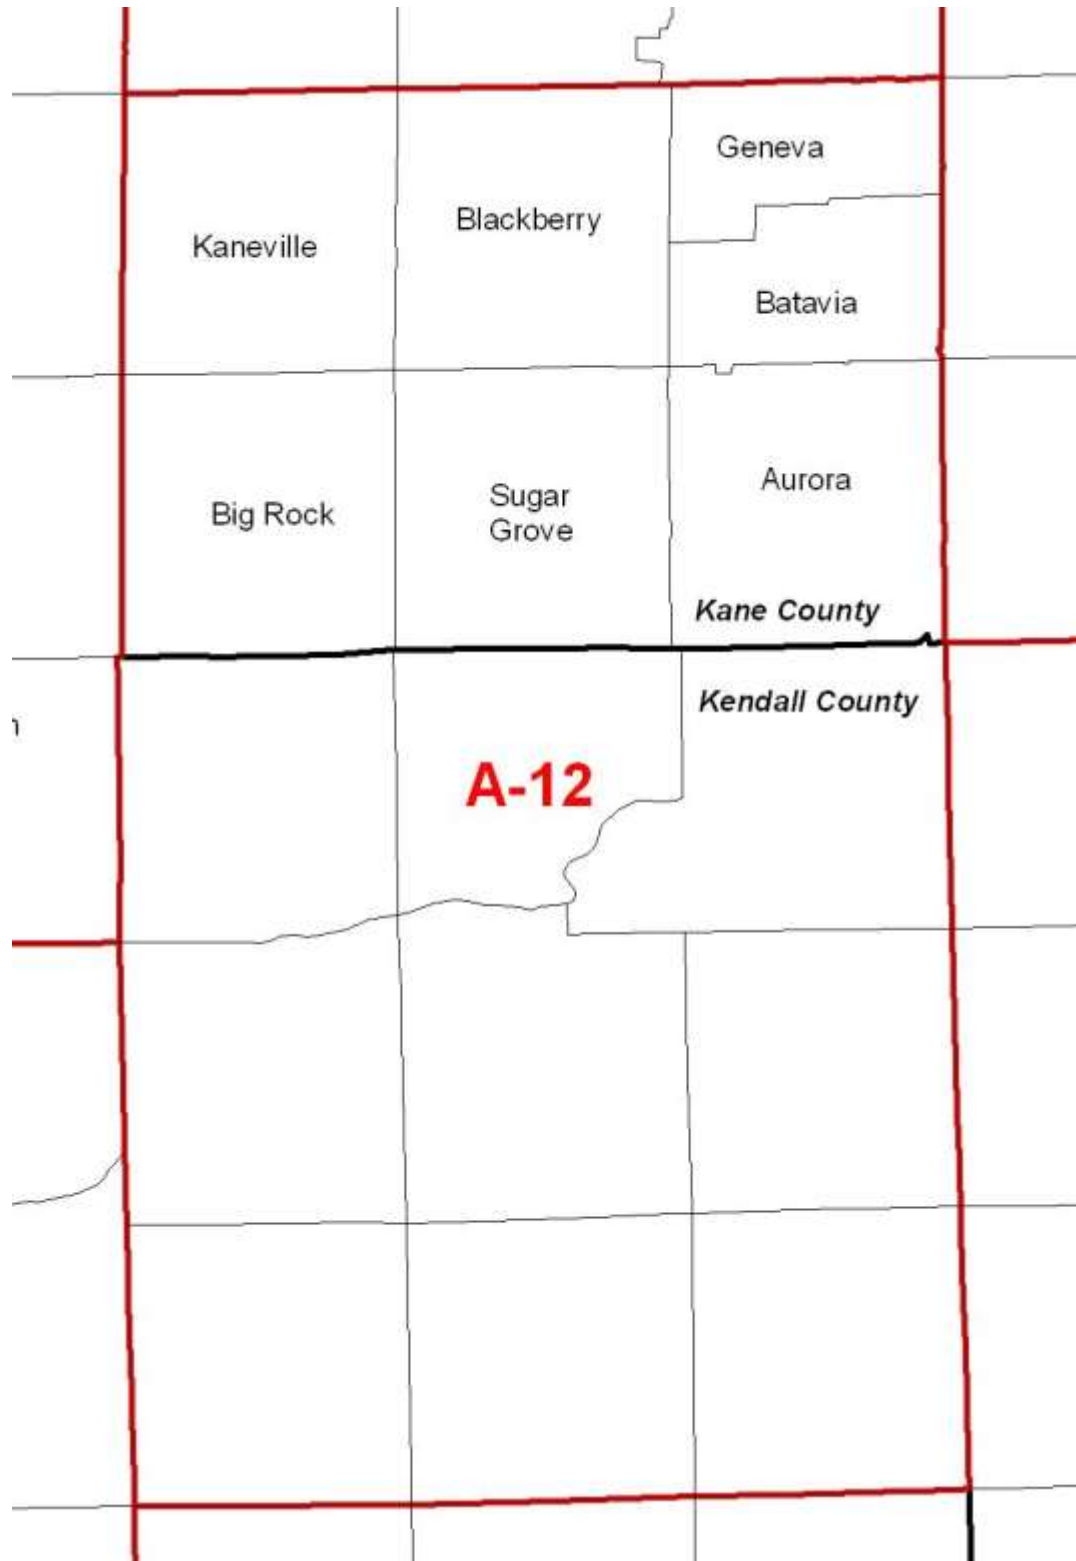 Geneva
Blackberry
Kaneville
Batavia
Aurora
Sugar
Grove
Big Rock
Kane County
Kendall County
A-12